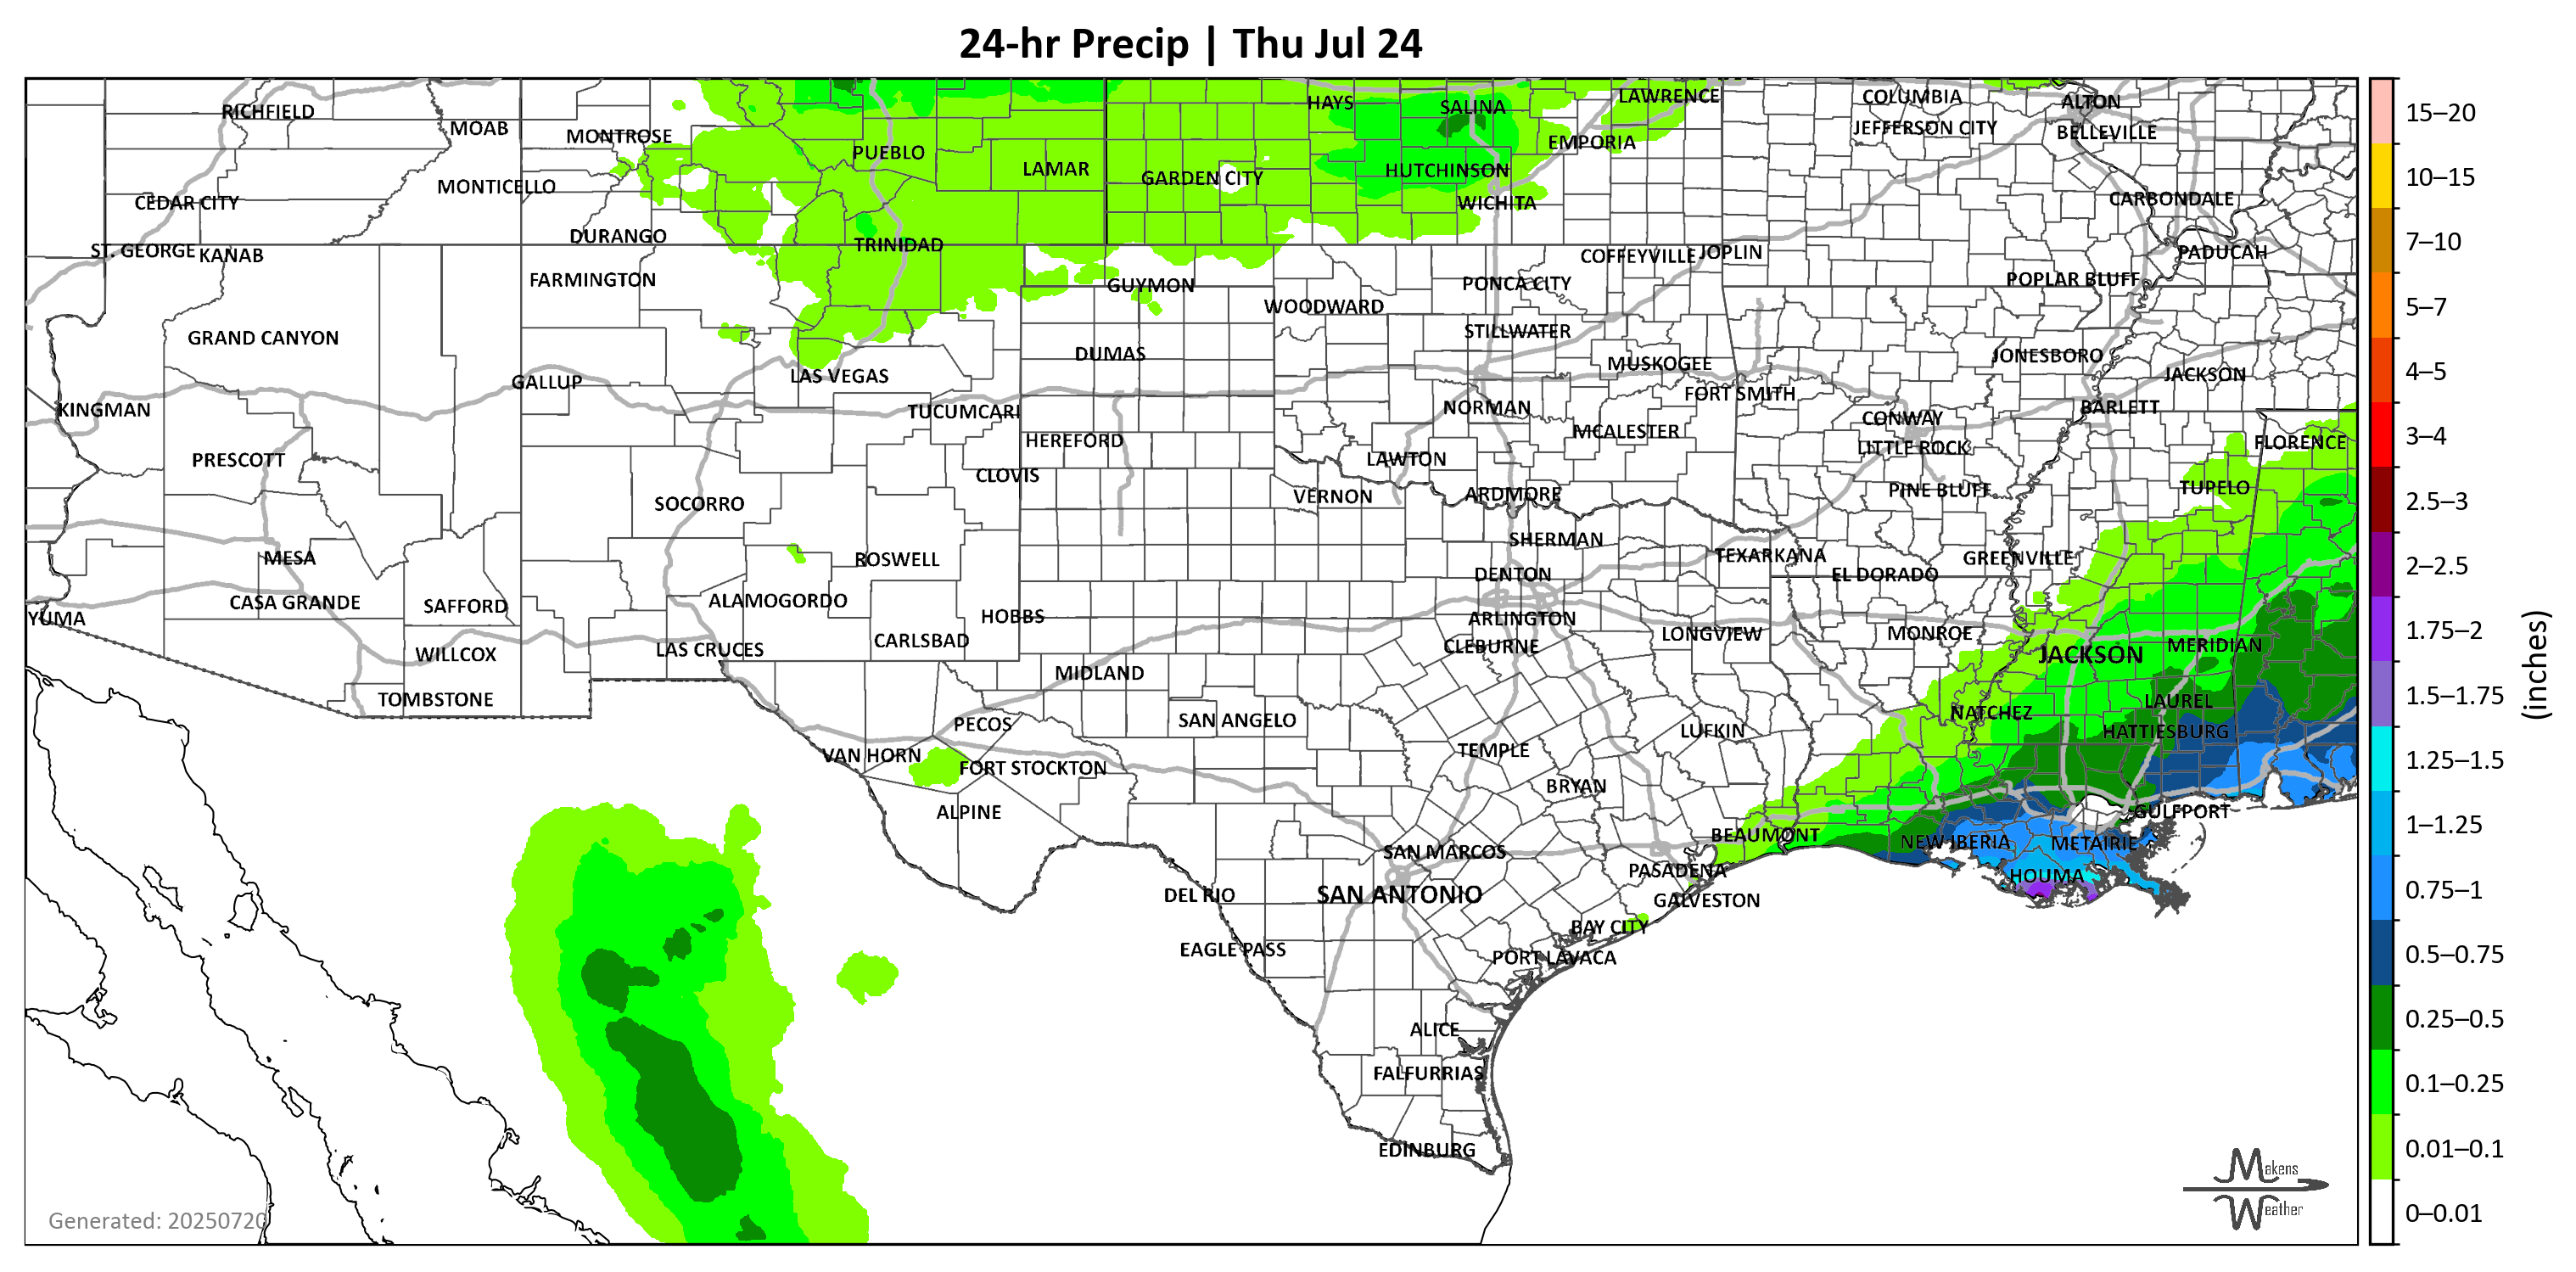 24-hr Precip | Thu Jul 24
RICHFIELD
MOAB
MONTROSE
PUEBLO
LAMAR
HAYS
SALINA
LAWRENCE
COLUMBIA
ALTON
JEFFERSON CITY
BELLEVILLE
EMPORIA
GARDEN CITY
HUTCHINSON
MONTICELLO
CEDAR CITY
WICHITA
CARBONDALE
DURANGO
TRINIDAD
ST. GEORGE
KANAB
COFFEYVILLE
JOPLIN
PADUCAH
FARMINGTON
GUYMON
PONCA CITY
POPLAR BLUFF
WOODWARD
GRAND CANYON
STILLWATER
DUMAS
MUSKOGEE
JONESBORO
GALLUP
LAS VEGAS
FORT SMITH
JACKSON
KINGMAN
TUCUMCARI
NORMAN
BARLETT
CONWAY
HEREFORD
MCALESTER
LITTLE ROCK
FLORENCE
PRESCOTT
CLOVIS
LAWTON
SOCORRO
VERNON
ARDMORE
PINE BLUFF
TUPELO
MESA
ROSWELL
SHERMAN
TEXARKANA
GREENVILLE
DENTON
EL DORADO
YUMA
CASA GRANDE
SAFFORD
ALAMOGORDO
HOBBS
ARLINGTON
CARLSBAD
CLEBURNE
LONGVIEW
MONROE
JACKSON
MERIDIAN
WILLCOX
LAS CRUCES
MIDLAND
TOMBSTONE
LAUREL
PECOS
SAN ANGELO
NATCHEZ
LUFKIN
HATTIESBURG
VAN HORN
FORT STOCKTON
TEMPLE
BRYAN
ALPINE
GULFPORT
BEAUMONT
NEW IBERIA
METAIRIE
SAN MARCOS
PASADENA
HOUMA
DEL RIO
SAN ANTONIO
GALVESTON
BAY CITY
EAGLE PASS
PORT LAVACA
ALICE
FALFURRIAS
EDINBURG
Generated: 20250720
Makens
Weather
15–20
10–15
7–10
5–7
4–5
3–4
2.5–3
2–2.5
1.75–2
1.5–1.75
1.25–1.5
1–1.25
0.75–1
0.5–0.75
0.25–0.5
0.1–0.25
0.01–0.1
0–0.01
(inches)